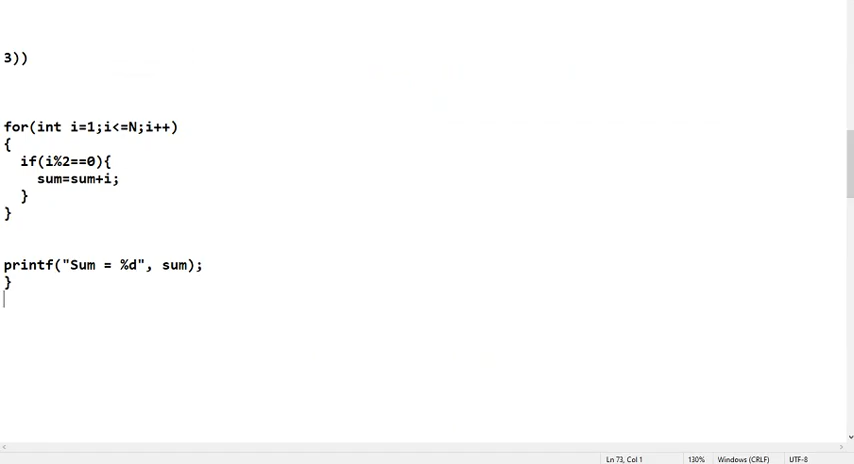 3))
for(int i=1;i<=N;i++)
{
  if(i%2==0){
    sum=sum+i;
  }
}
printf("Sum = %d", sum);
}
Ln 73, Col 1 130% Windows (CRLF) UTF-8